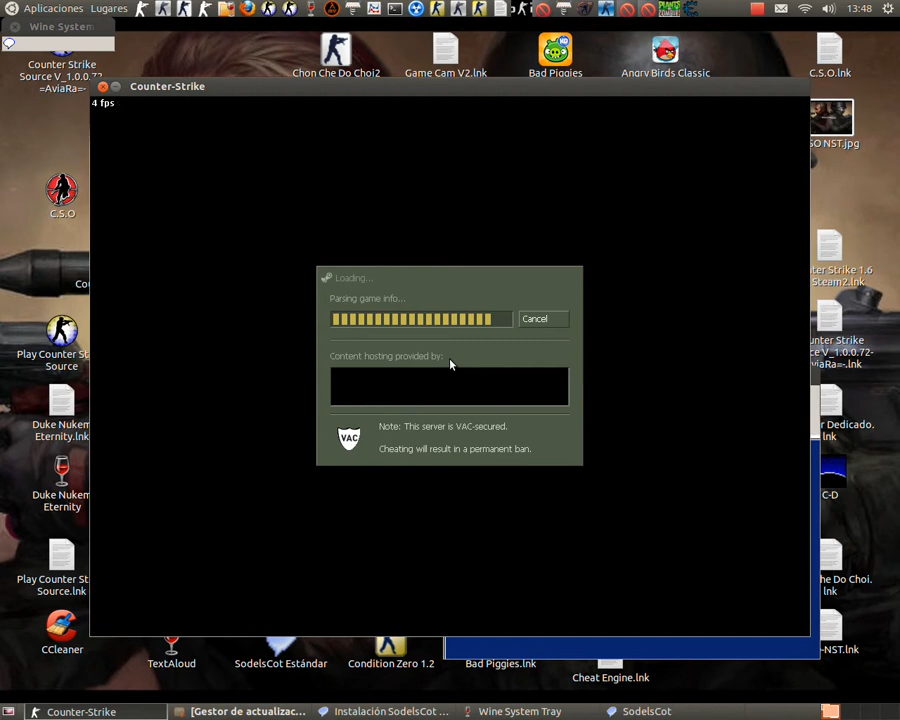 Aplicaciones Lugares
13:48
Wine System
Counter Strike
Source V_1.0.0.72-
=AviaRa=-
Chon Che Do Choi2
Game Cam V2.lnk
Bad Piggies
Angry Birds Classic
C.S.O.lnk
Counter-Strike
4 fps
SO NST.jpg
C.S.O
Loading...
Parsing game info...
Cancel
Content hosting provided by:
VAC
Note: This server is VAC-secured.
Cheating will result in a permanent ban.
ter Strike 1.6
Steam2.lnk
Play Counter St
Source
unter Strike
e V_1.0.0.72-
AviaRa=-.lnk
Duke Nuken
Eternity.lnk
r Dedicado.
lnk
Duke Nukem
Eternity
C-D
Play Counter St
Source.lnk
he Do Choi.
lnk
CCleaner
TextAloud
SodelsCot Estándar
Condition Zero 1.2
Bad Piggies.lnk
-NST.lnk
Cheat Engine.lnk
Counter-Strike
[Gestor de actualizac...
Instalación SodelsCot ...
Wine System Tray
SodelsCot